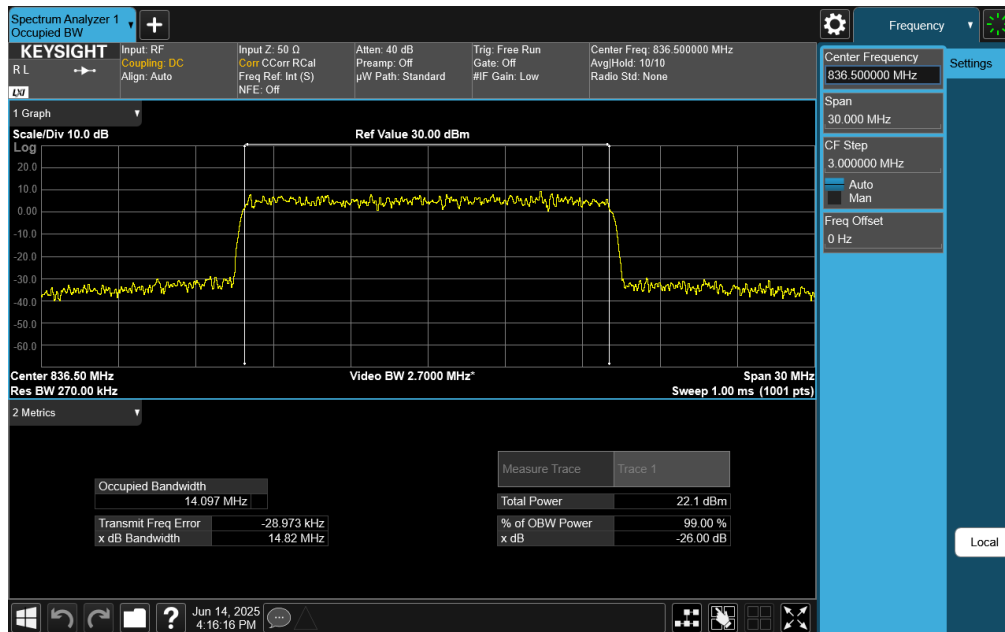 Spectrum Analyzer 1
Occupied BW
Frequency
KEYSIGHT
R L
LXI
Input: RF
Coupling: DC
Align: Auto
Input Z: 50 Ω
Corr CCorr RCal
Freq Ref: Int (S)
NFE: Off
Atten: 40 dB
Preamp: Off
µW Path: Standard
Trig: Free Run
Gate: Off
#IF Gain: Low
Center Freq: 836.500000 MHz
Avg|Hold: 10/10
Radio Std: None
Center Frequency
836.500000 MHz
Settings
Span
30.000 MHz
CF Step
3.000000 MHz
Auto
Man
Freq Offset
0 Hz
Local
1 Graph
Scale/Div 10.0 dB
Ref Value 30.00 dBm
Log
20.0
10.0
0.00
-10.0
-20.0
-30.0
-40.0
-50.0
-60.0
Center 836.50 MHz
Video BW 2.7000 MHz*
Span 30 MHz
Res BW 270.00 kHz
Sweep 1.00 ms (1001 pts)
2 Metrics
Measure Trace
Trace 1
Occupied Bandwidth
14.097 MHz
Total Power
22.1 dBm
Transmit Freq Error
-28.973 kHz
% of OBW Power
99.00 %
x dB Bandwidth
14.82 MHz
x dB
-26.00 dB
?
Jun 14, 2025
4:16:16 PM